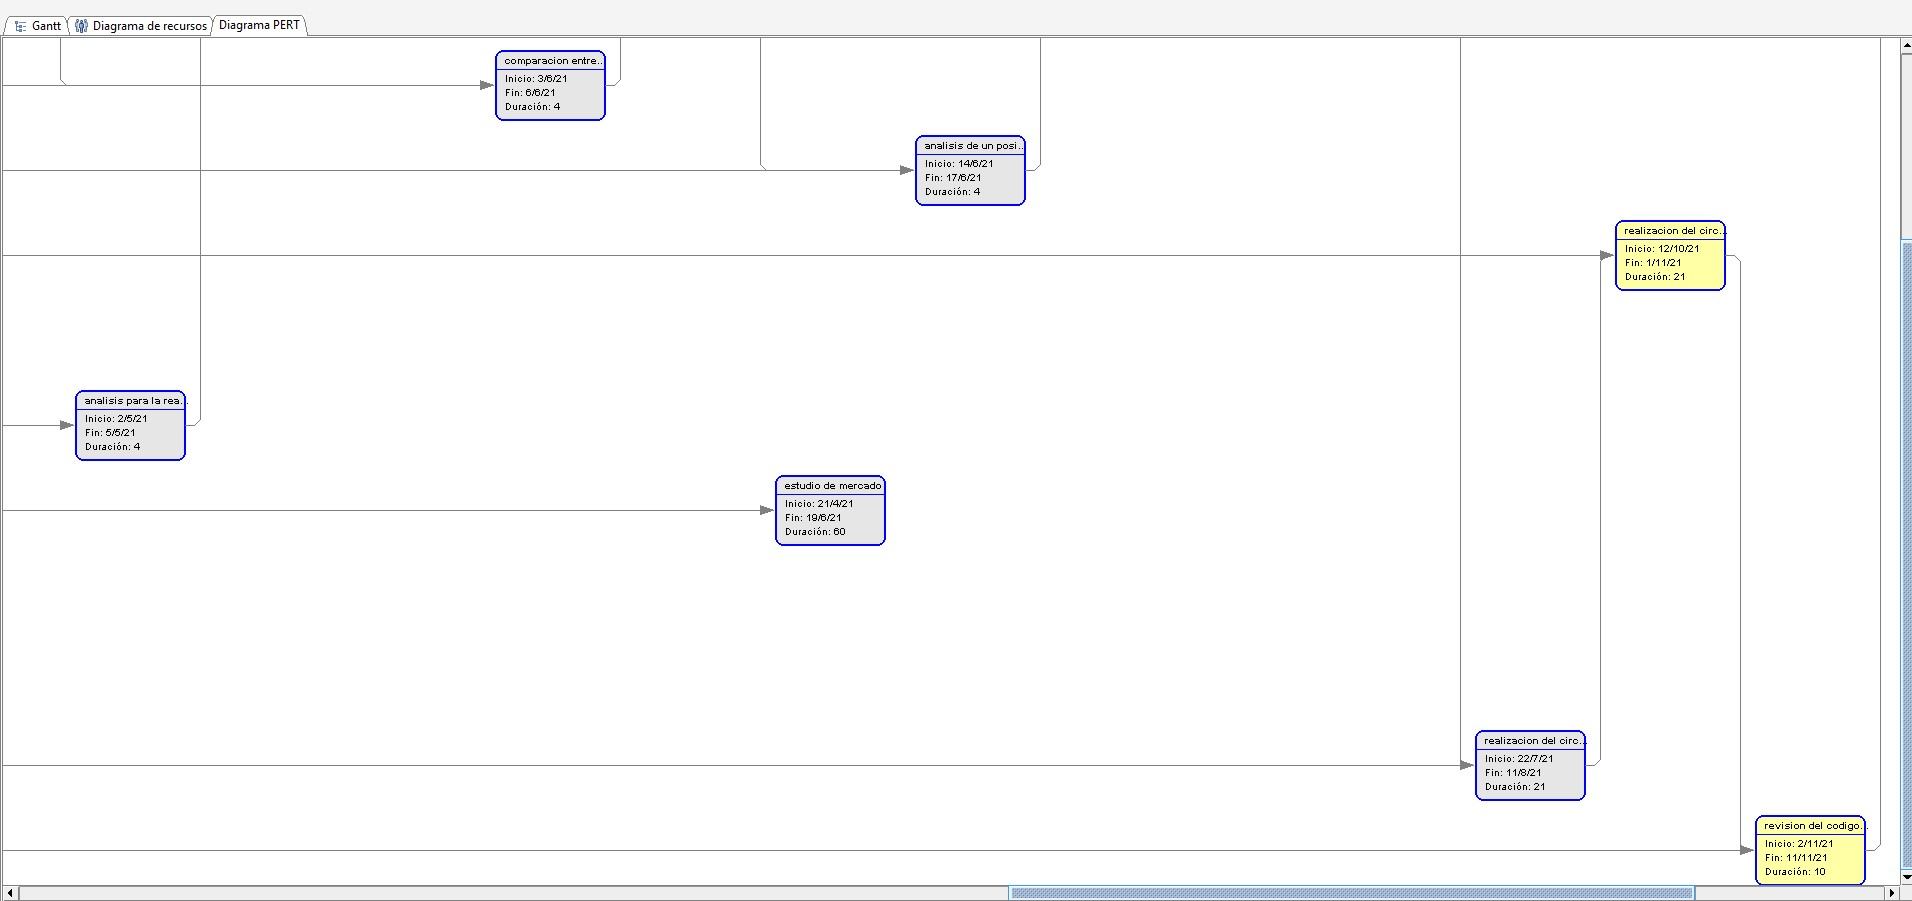 Gantt
Diagrama de recursos
Diagrama PERT
comparacion entre..
Inicio: 3/6/21
Fin: 6/6/21
Duración: 4
analisis de un posi..
Inicio: 14/6/21
Fin: 17/6/21
Duración: 4
realizacion del circ..
Inicio: 12/10/21
Fin: 1/11/21
Duración: 21
analisis para la rea..
Inicio: 2/5/21
Fin: 5/5/21
Duración: 4
estudio de mercado
Inicio: 21/4/21
Fin: 19/6/21
Duración: 60
realizacion del circ..
Inicio: 22/7/21
Fin: 11/8/21
Duración: 21
revision del codigo..
Inicio: 2/11/21
Fin: 11/11/21
Duración: 10